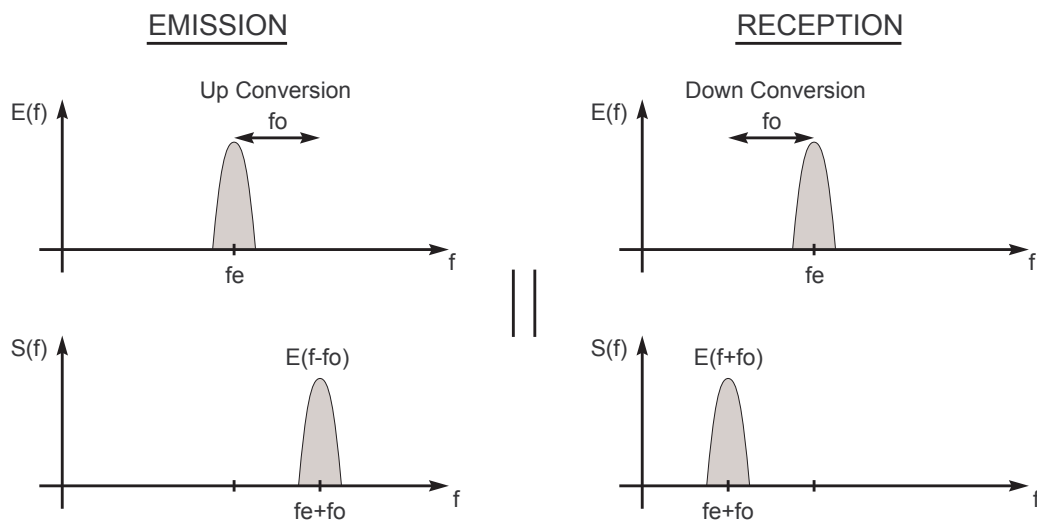 EMISSION
Up Conversion
fo
E(f)
f
fe
S(f)
E(f-fo)
f
fe+fo
RECEPTION
Down Conversion
fo
E(f)
f
fe
S(f)
E(f+fo)
f
fe+fo